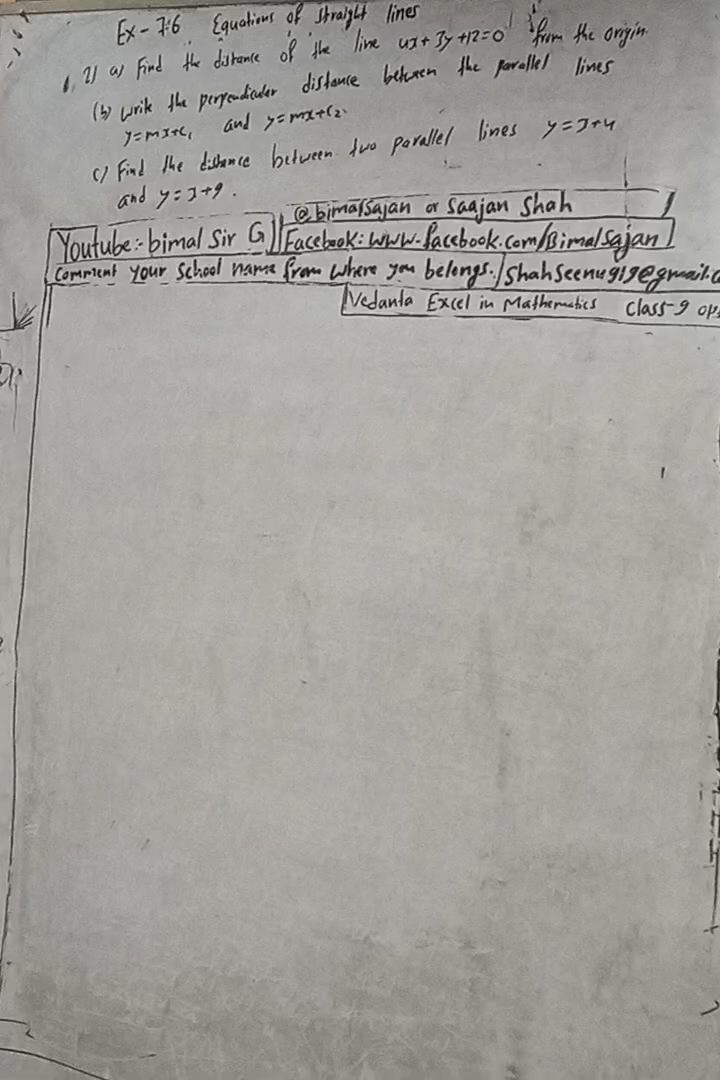 Ex - 7.6 Equations of straight lines
2) a) Find the distance of the line 4x + 3y + 12 = 0 from the origin
(b) write the perpendicular distance between the parallel lines
y = mx + c1 and y = mx + c2.
c) Find the distance between two parallel lines y = x + 4
and y = x + 9.
@bimalsajan or Saajan Shah
Youtube:- bimal Sir G
Facebook: www.facebook.com/Bimalsajan
Comment your School name from where you belongs.
Shahseenu919@gmail.c
Vedanta Excel in Mathematics Class-9 op